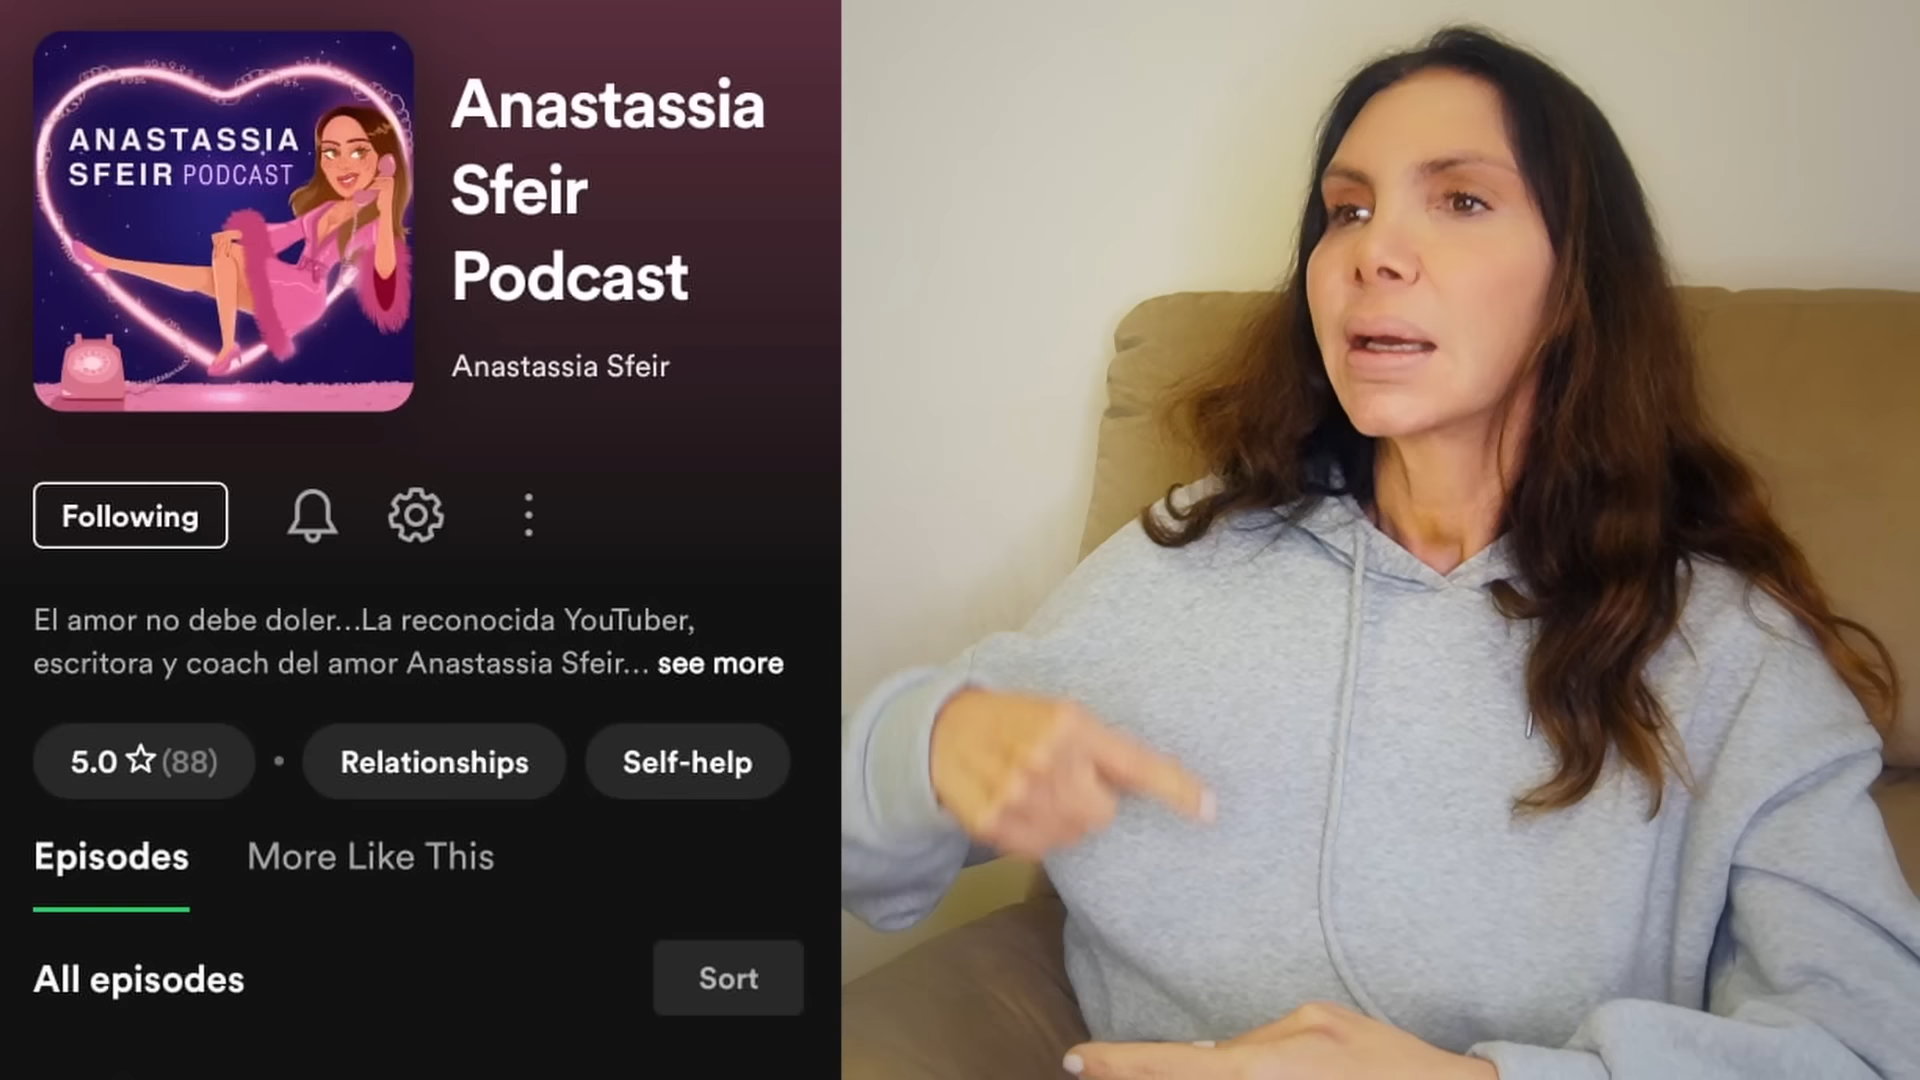 ANASTASSIA
SFEIR PODCAST
Anastassia
Sfeir
Podcast
Anastassia Sfeir
Following
El amor no debe doler...La reconocida YouTuber,
escritora y coach del amor Anastassia Sfeir... see more
5.0 ☆ (88) • Relationships Self-help
Episodes More Like This
All episodes Sort